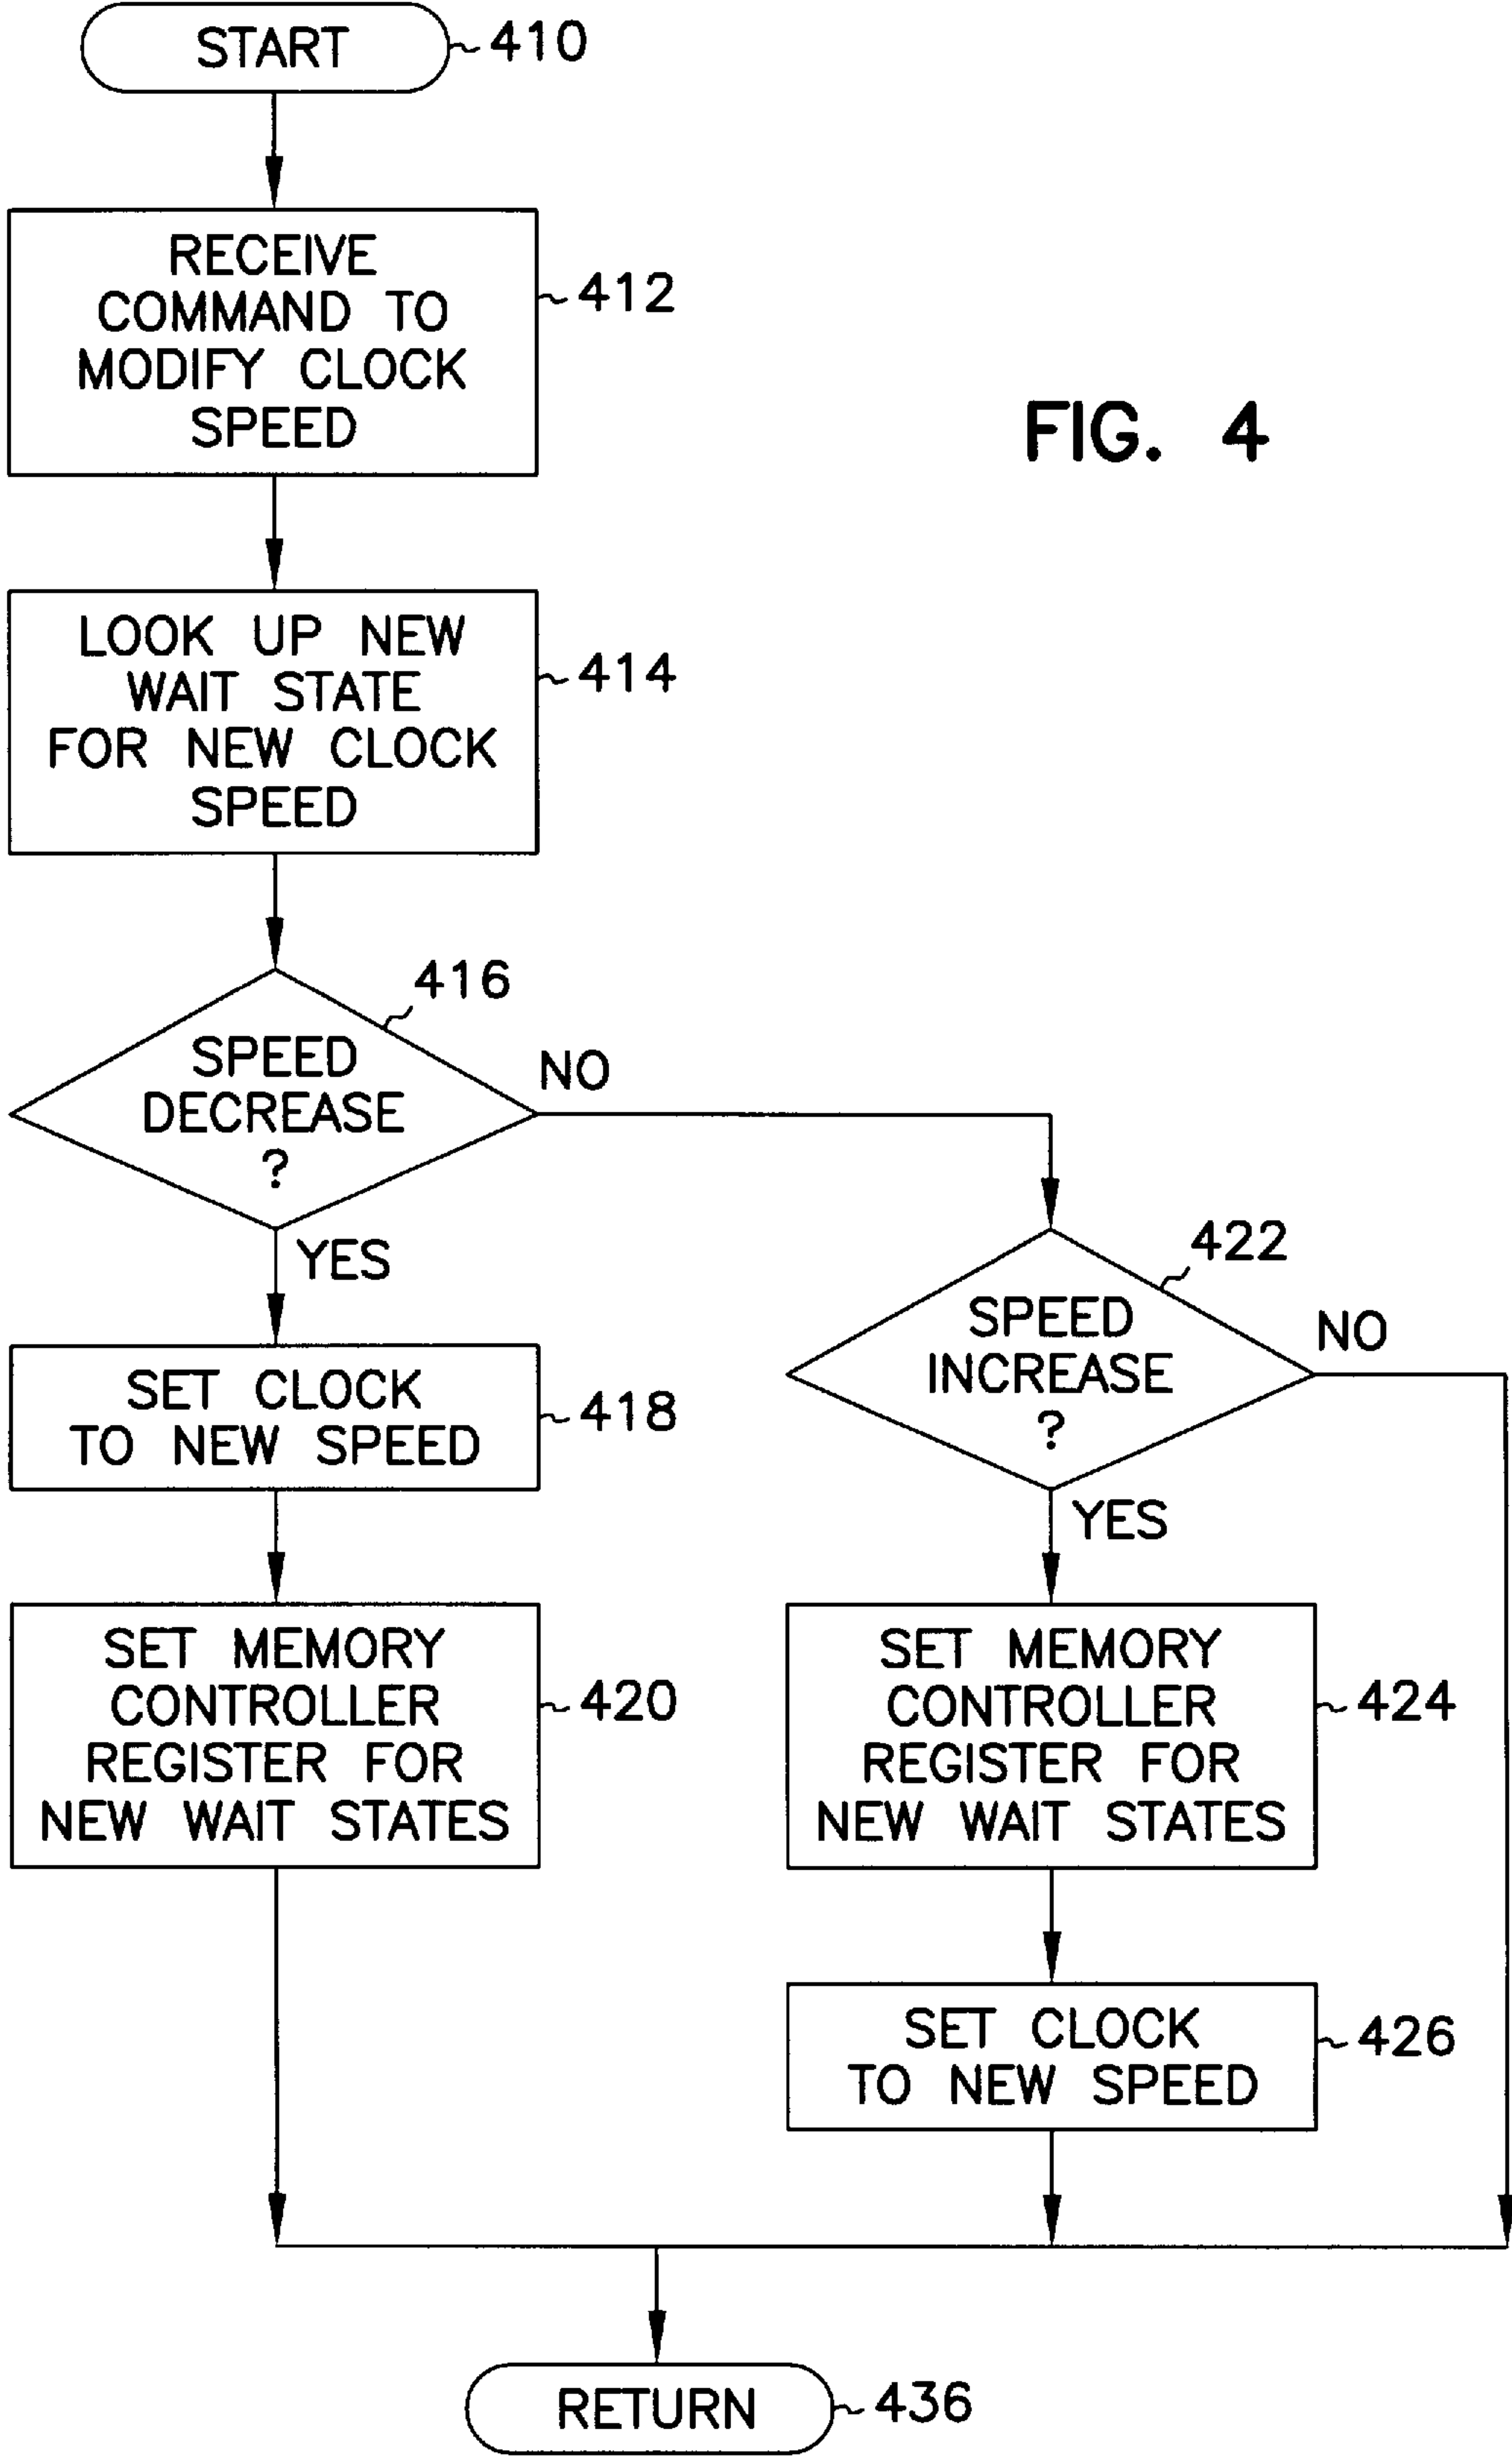 START
410
RECEIVE
COMMAND TO
MODIFY CLOCK
SPEED
412
FIG. 4
LOOK UP NEW
WAIT STATE
FOR NEW CLOCK
SPEED
414
416
SPEED
DECREASE
?
NO
YES
422
SPEED
INCREASE
?
NO
YES
SET CLOCK
TO NEW SPEED
418
SET MEMORY
CONTROLLER
REGISTER FOR
NEW WAIT STATES
420
SET MEMORY
CONTROLLER
REGISTER FOR
NEW WAIT STATES
424
SET CLOCK
TO NEW SPEED
426
RETURN
436